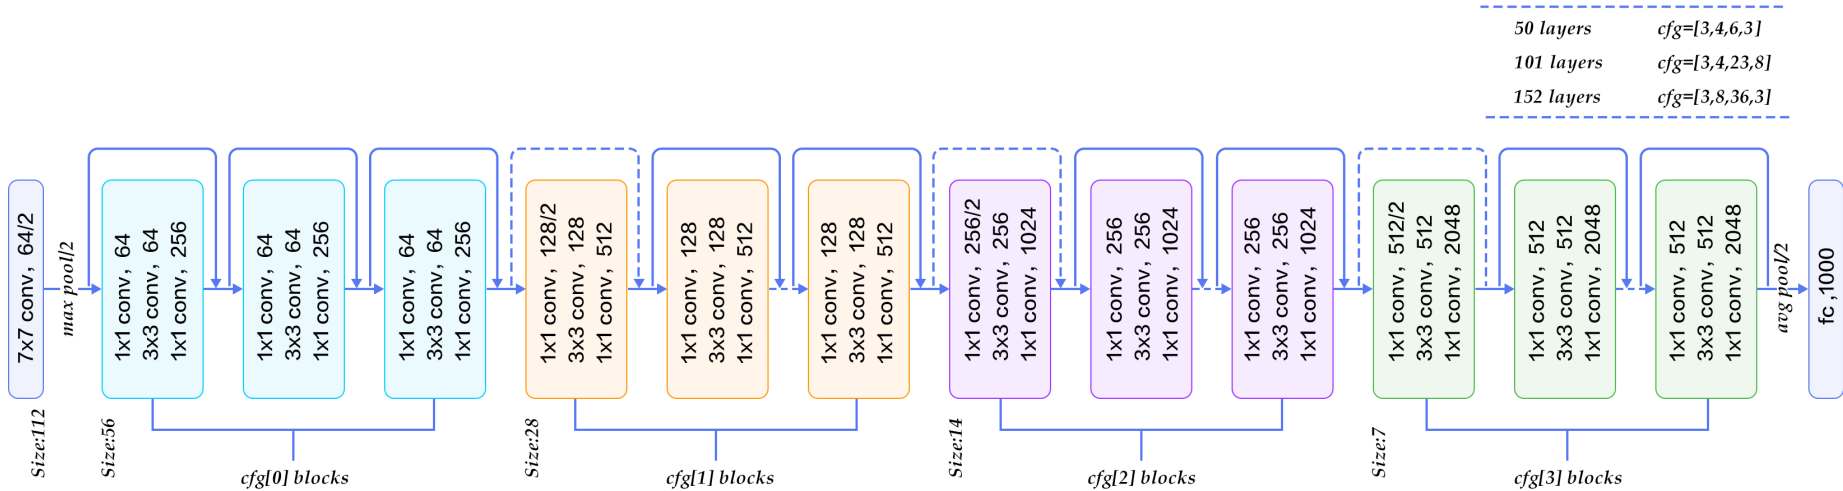 50 layers cfg=[3,4,6,3]
101 layers cfg=[3,4,23,8]
152 layers cfg=[3,8,36,3]
7x7 conv, 64/2
max pool/2
1x1 conv, 64
3x3 conv, 64
1x1 conv, 256
1x1 conv, 64
3x3 conv, 64
1x1 conv, 256
1x1 conv, 64
3x3 conv, 64
1x1 conv, 256
1x1 conv, 128/2
3x3 conv, 128
1x1 conv, 512
1x1 conv, 128
3x3 conv, 128
1x1 conv, 512
1x1 conv, 128
3x3 conv, 128
1x1 conv, 512
1x1 conv, 256/2
3x3 conv, 256
1x1 conv, 1024
1x1 conv, 256
3x3 conv, 256
1x1 conv, 1024
1x1 conv, 256
3x3 conv, 256
1x1 conv, 1024
1x1 conv, 512/2
3x3 conv, 512
1x1 conv, 2048
1x1 conv, 512
3x3 conv, 512
1x1 conv, 2048
1x1 conv, 512
3x3 conv, 512
1x1 conv, 2048
avg pool/2
fc ,1000
Size:112
Size:56
Size:28
Size:14
Size:7
cfg[0] blocks
cfg[1] blocks
cfg[2] blocks
cfg[3] blocks